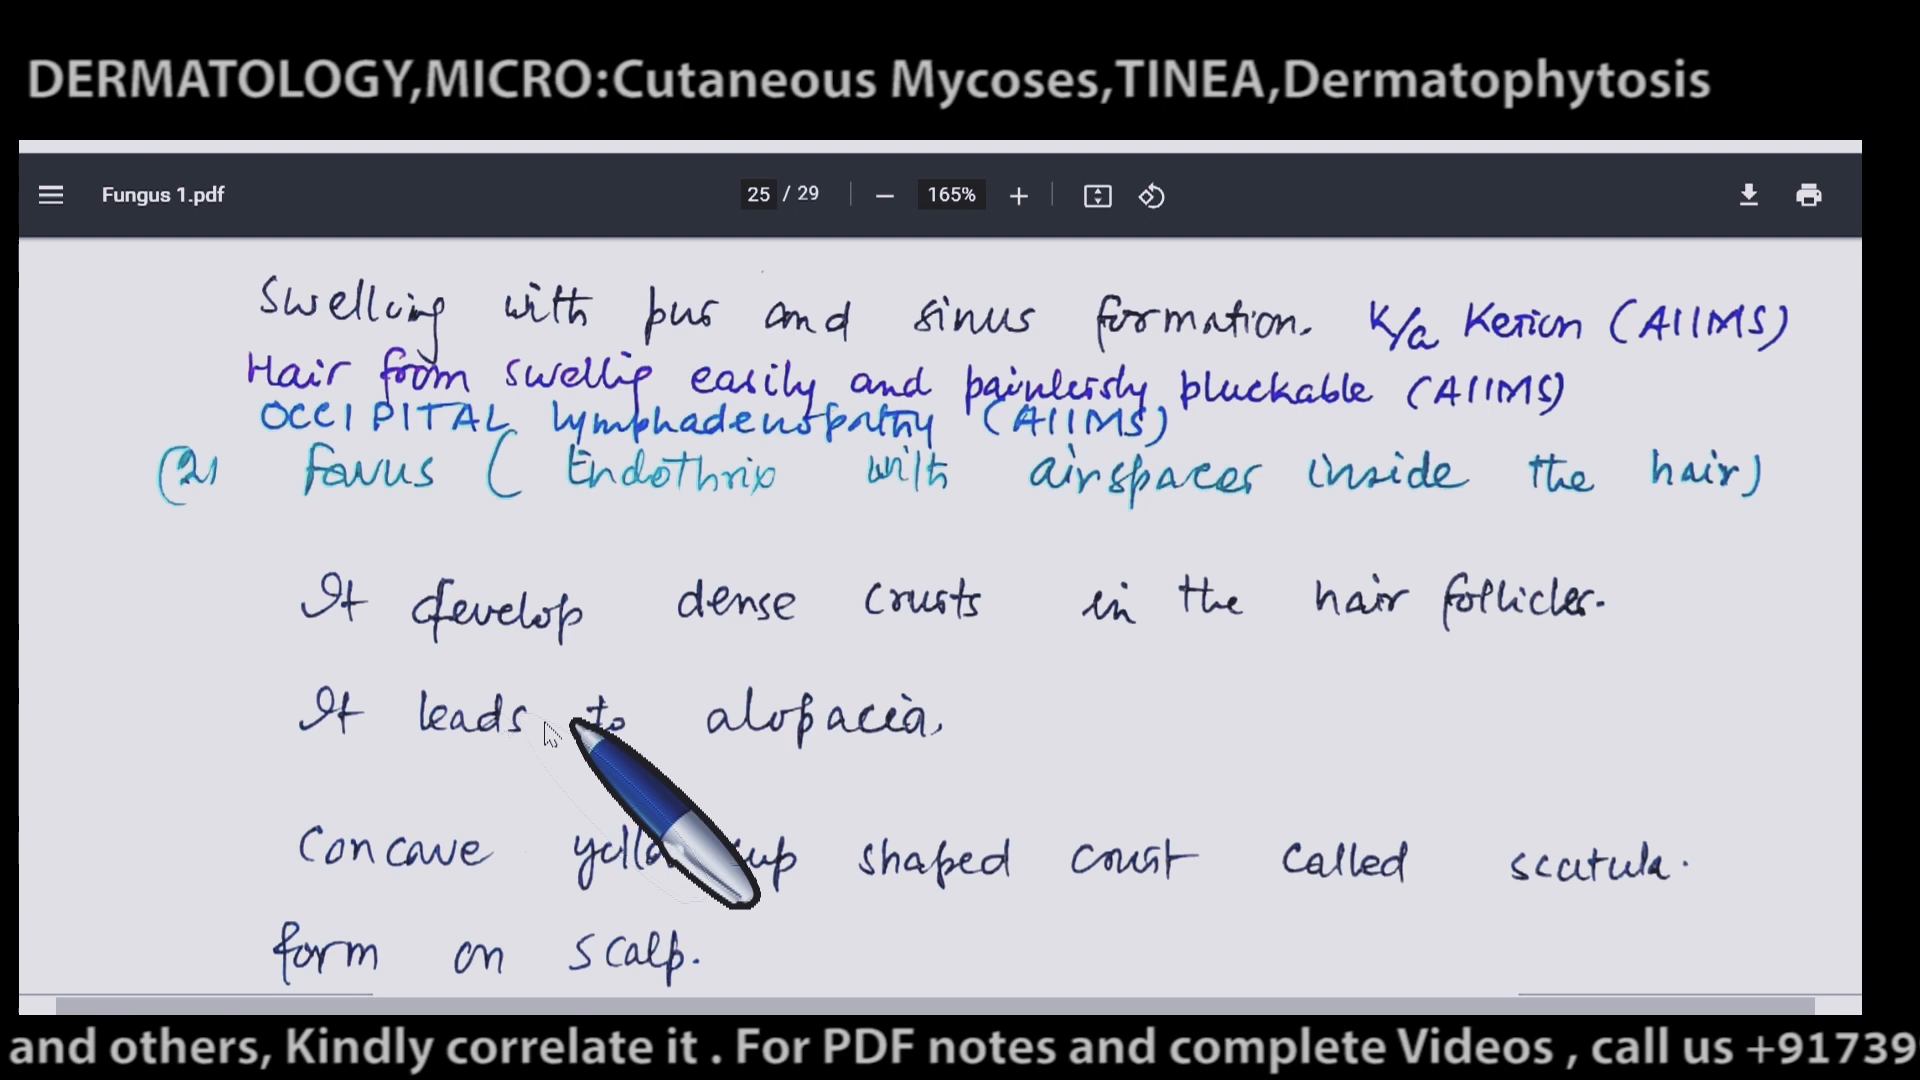 DERMATOLOGY,MICRO:Cutaneous Mycoses,TINEA,Dermatophytosis
Fungus 1.pdf 25 / 29 165%
Swelling with pus and sinus formation. K/a Kerion (AIIMS)
Hair from swellig easily and painlessly pluckable (AIIMS)
OCCIPITAL lymphadenopathy (AIIMS)
(2) Favus ( Endothrix with airspaces inside the hair)
It develop dense crusts in the hair follicles.
It leads to alopacia.
Concave cup shaped crust called scutula.
form on scalp.
and others, Kindly correlate it . For PDF notes and complete Videos , call us +91739